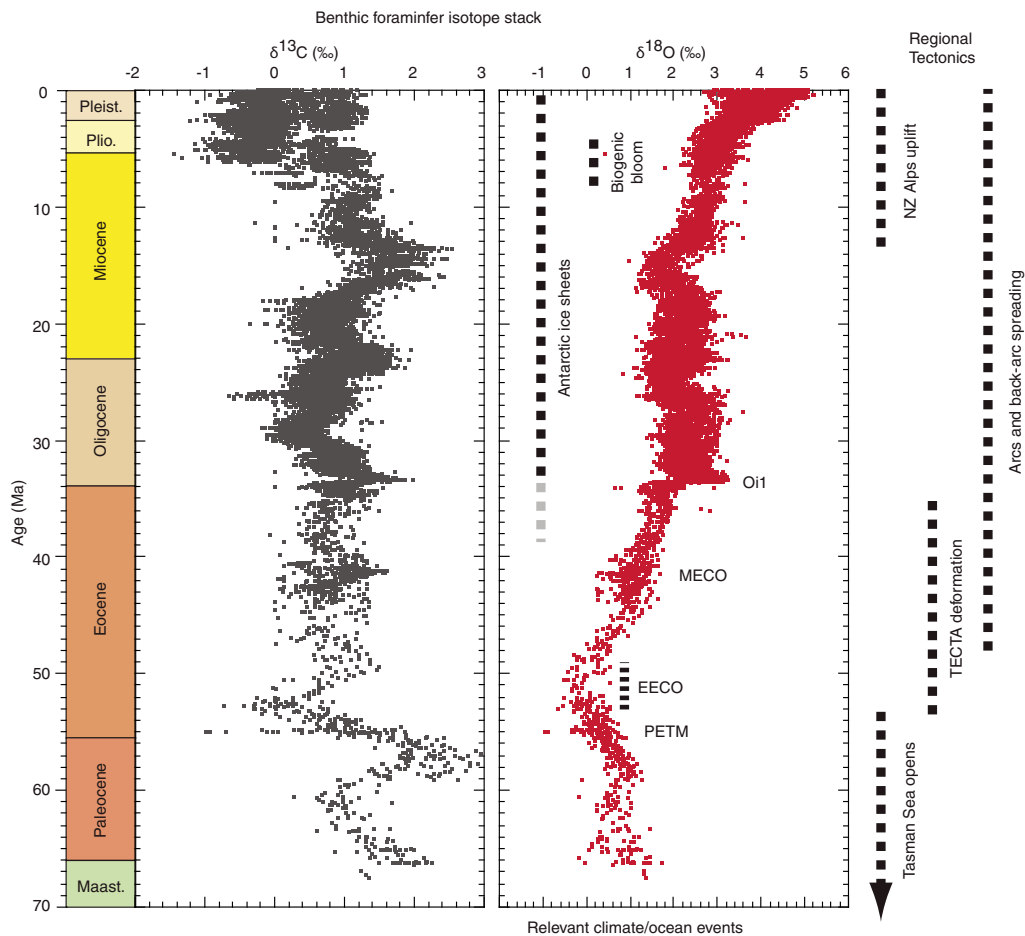 Benthic foraminfer isotope stack
δ13C (‰)
δ18O (‰)
Regional
Tectonics
-2 -1 0 1 2 3
-1 0 1 2 3 4 5 6
0
10
20
30
40
50
60
70
Age (Ma)
Pleist.
Plio.
Miocene
Oligocene
Eocene
Paleocene
Maast.
Antarctic ice sheets
Biogenic
bloom
Oi1
MECO
EECO
PETM
NZ Alps uplift
Arcs and back-arc spreading
TECTA deformation
Tasman Sea opens
Relevant climate/ocean events